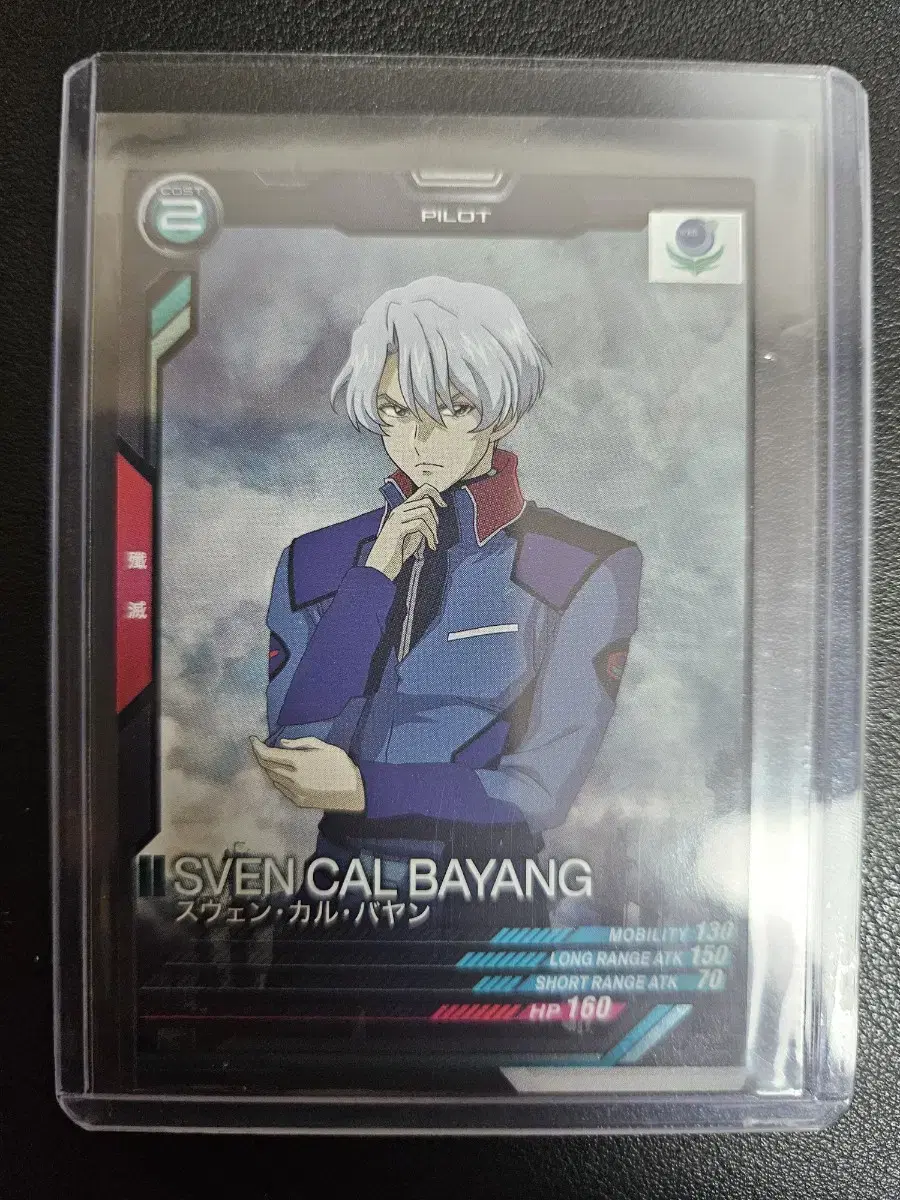 COST
2
PILOT
殲滅
SVEN CAL BAYANG
スウェン・カル・バヤン
MOBILITY 130
LONG RANGE ATK 150
SHORT RANGE ATK 70
HP 160